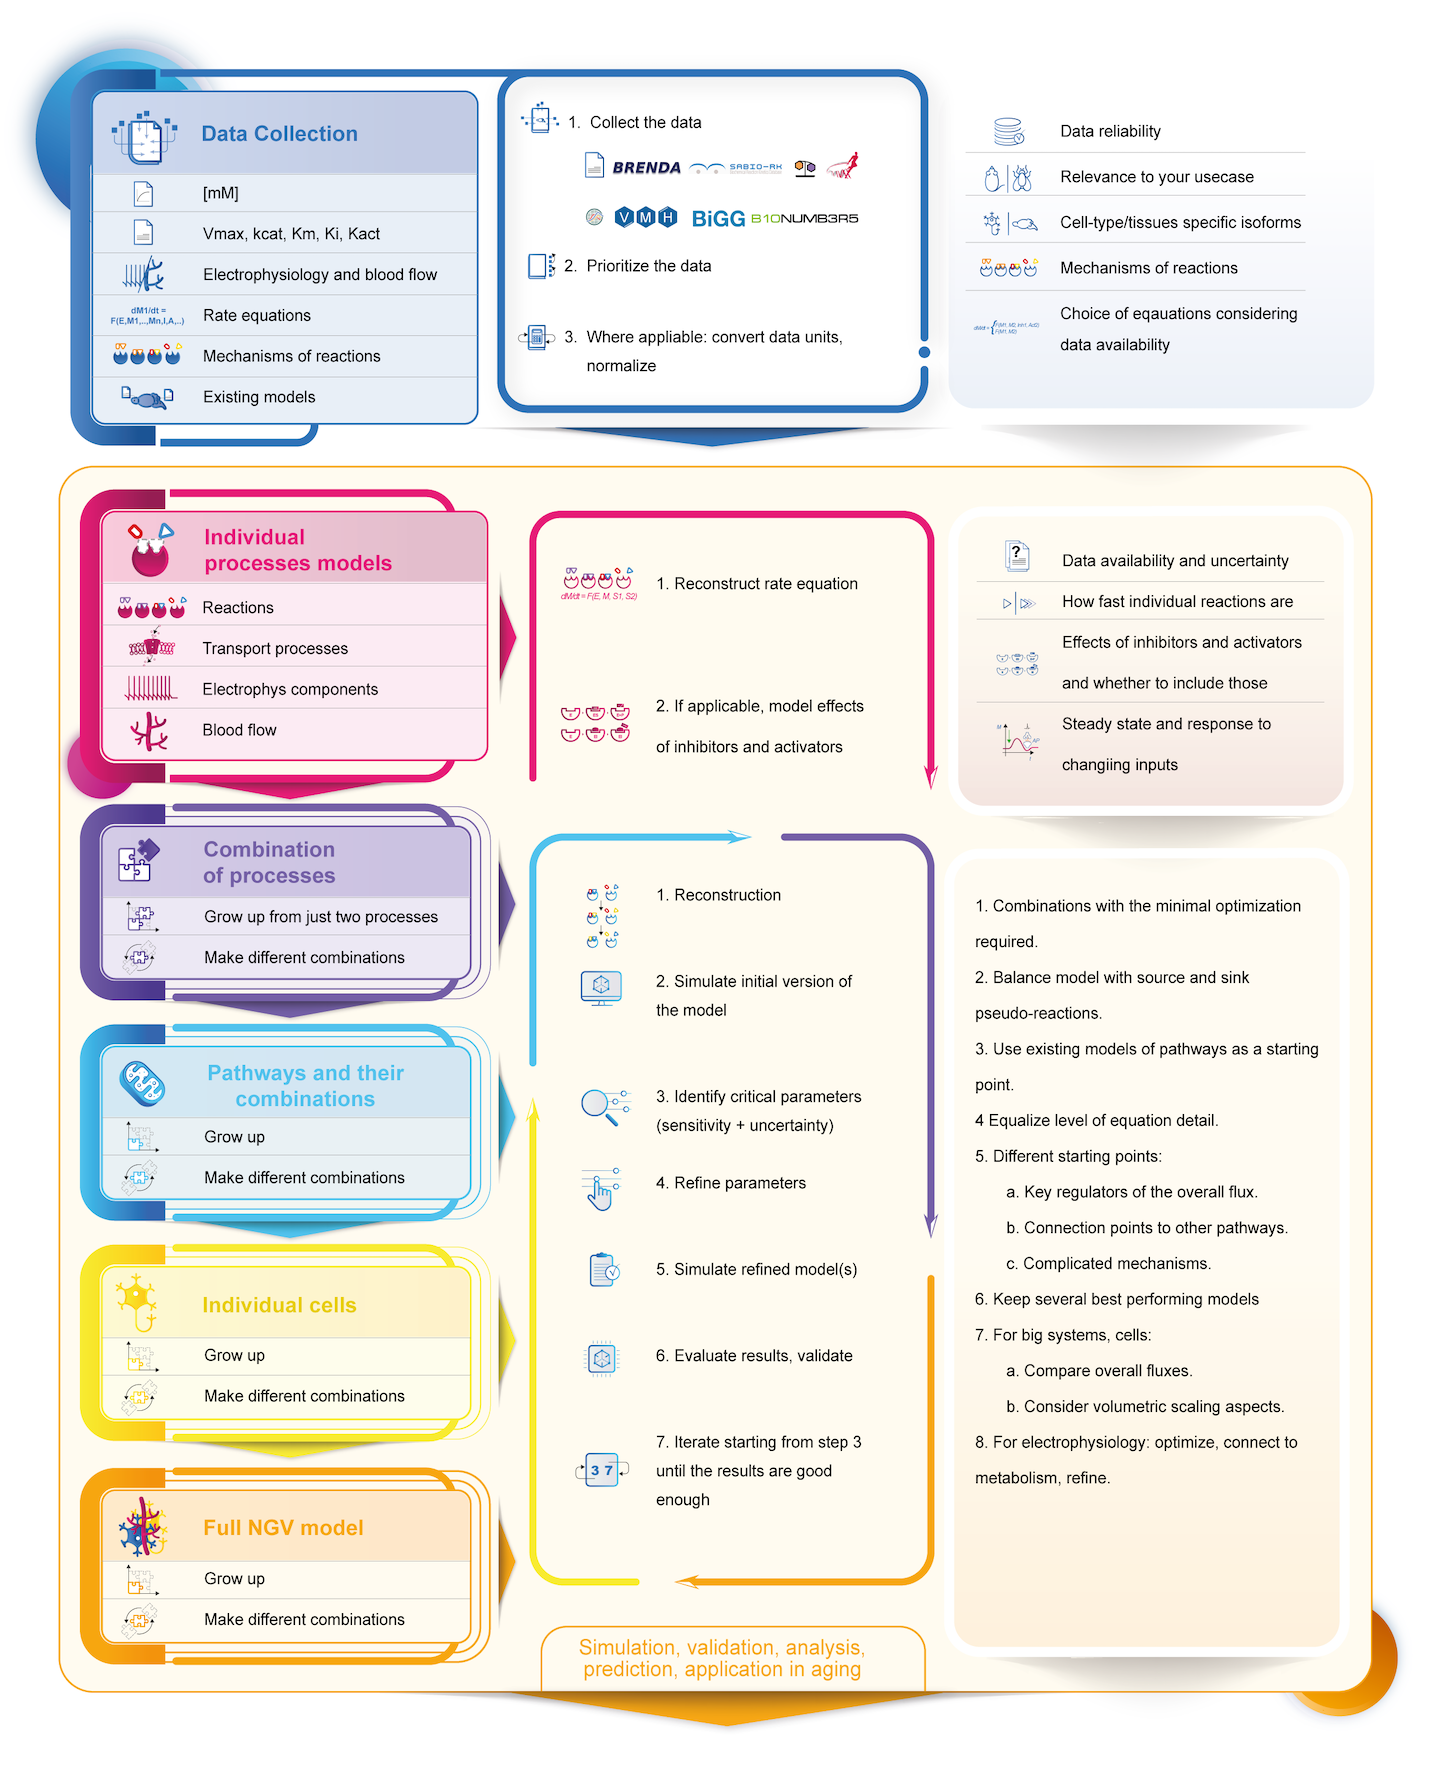 Data Collection
[mM]
Vmax, kcat, Km, Ki, Kact
Electrophysiology and blood flow
dM1/dt =
F(E,M1,..,Mn,I,A,..)
Rate equations
Mechanisms of reactions
Existing models
1. Collect the data
BRENDA
SABIO-RK
VMH
BiGG
B10NUMB3R5
2. Prioritize the data
3. Where appliable: convert data units,
normalize
Data reliability
Relevance to your usecase
Cell-type/tissues specific isoforms
Mechanisms of reactions
Choice of eqauations considering
data availability
Individual
processes models
Reactions
Transport processes
Electrophys components
Blood flow
1. Reconstruct rate equation
dM/dt = F(E, M, S1, S2)
2. If applicable, model effects
of inhibitors and activators
?
Data availability and uncertainty
How fast individual reactions are
Effects of inhibitors and activators
and whether to include those
M
AP
Steady state and response to
changiing inputs
Combination
of processes
Grow up from just two processes
Make different combinations
Pathways and their
combinations
Grow up
Make different combinations
Individual cells
Grow up
Make different combinations
Full NGV model
Grow up
Make different combinations
1. Reconstruction
2. Simulate initial version of
the model
3. Identify critical parameters
(sensitivity + uncertainty)
4. Refine parameters
5. Simulate refined model(s)
6. Evaluate results, validate
3 7
7. Iterate starting from step 3
until the results are good
enough
1. Combinations with the minimal optimization
required.
2. Balance model with source and sink
pseudo-reactions.
3. Use existing models of pathways as a starting
point.
4 Equalize level of equation detail.
5. Different starting points:
a. Key regulators of the overall flux.
b. Connection points to other pathways.
c. Complicated mechanisms.
6. Keep several best performing models
7. For big systems, cells:
a. Compare overall fluxes.
b. Consider volumetric scaling aspects.
8. For electrophysiology: optimize, connect to
metabolism, refine.
Simulation, validation, analysis,
prediction, application in aging